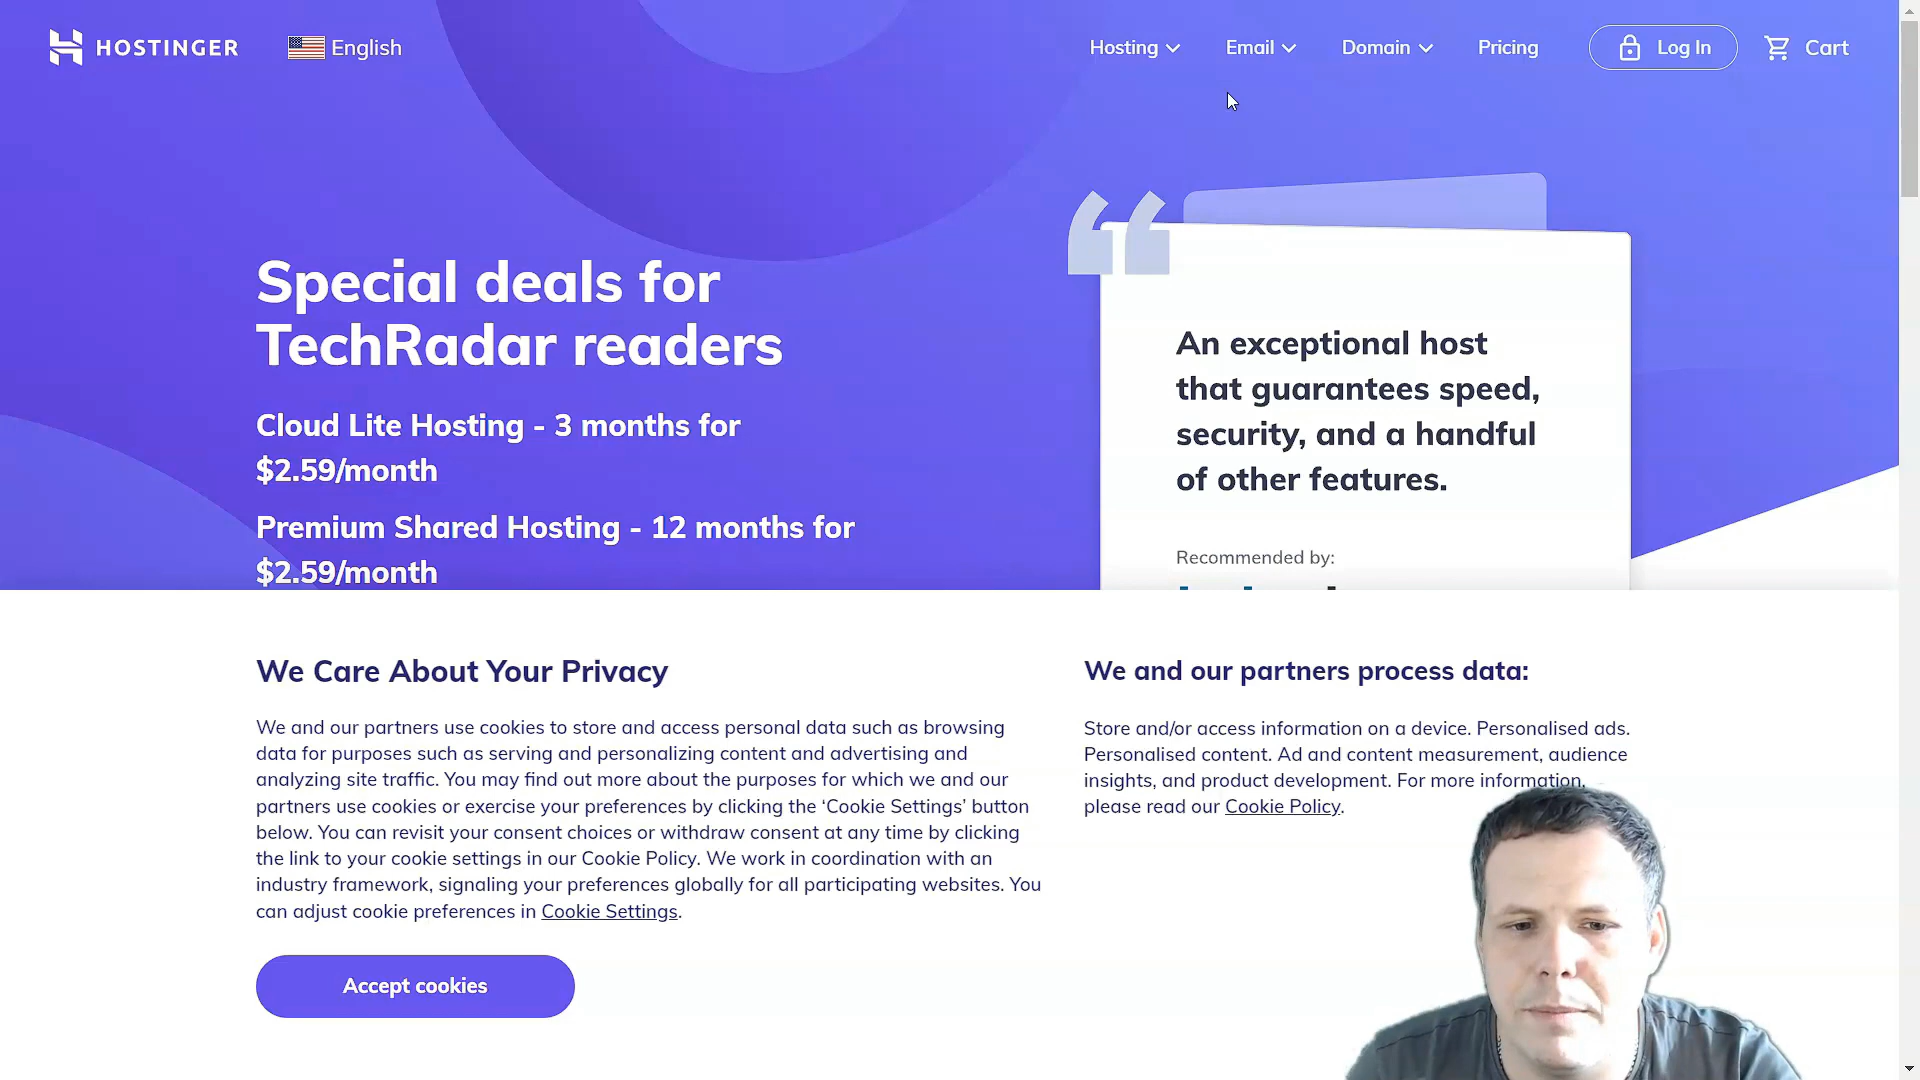 HOSTINGER
English
Hosting
Email
Domain
Pricing
Log In
Cart
Special deals for
TechRadar readers
Cloud Lite Hosting - 3 months for
$2.59/month
Premium Shared Hosting - 12 months for
$2.59/month
“
An exceptional host
that guarantees speed,
security, and a handful
of other features.
Recommended by:
We Care About Your Privacy
We and our partners use cookies to store and access personal data such as browsing
data for purposes such as serving and personalizing content and advertising and
analyzing site traffic. You may find out more about the purposes for which we and our
partners use cookies or exercise your preferences by clicking the ‘Cookie Settings’ button
below. You can revisit your consent choices or withdraw consent at any time by clicking
the link to your cookie settings in our Cookie Policy. We work in coordination with an
industry framework, signaling your preferences globally for all participating websites. You
can adjust cookie preferences in Cookie Settings.
Accept cookies
We and our partners process data:
Store and/or access information on a device. Personalised ads.
Personalised content. Ad and content measurement, audience
insights, and product development. For more information,
please read our Cookie Policy.